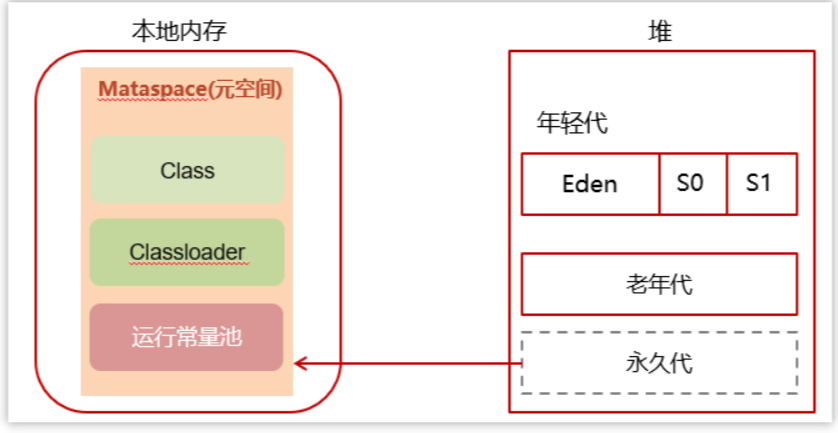 本地内存
堆
Mataspace(元空间)
Class
Classloader
运行常量池
年轻代
Eden
S0
S1
老年代
永久代